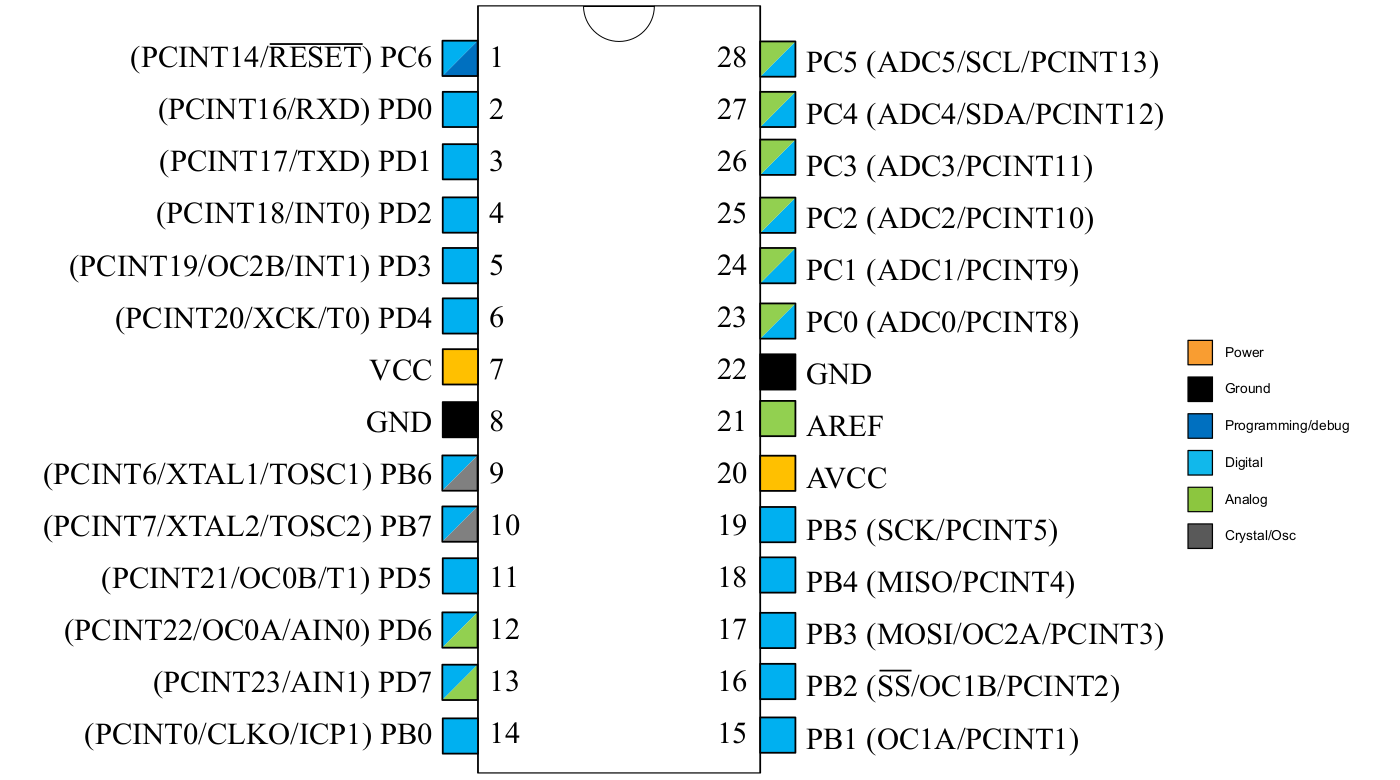 (PCINT14/RESET) PC6 1
(PCINT16/RXD) PD0 2
(PCINT17/TXD) PD1 3
(PCINT18/INT0) PD2 4
(PCINT19/OC2B/INT1) PD3 5
(PCINT20/XCK/T0) PD4 6
VCC 7
GND 8
(PCINT6/XTAL1/TOSC1) PB6 9
(PCINT7/XTAL2/TOSC2) PB7 10
(PCINT21/OC0B/T1) PD5 11
(PCINT22/OC0A/AIN0) PD6 12
(PCINT23/AIN1) PD7 13
(PCINT0/CLKO/ICP1) PB0 14
28 PC5 (ADC5/SCL/PCINT13)
27 PC4 (ADC4/SDA/PCINT12)
26 PC3 (ADC3/PCINT11)
25 PC2 (ADC2/PCINT10)
24 PC1 (ADC1/PCINT9)
23 PC0 (ADC0/PCINT8)
22 GND
21 AREF
20 AVCC
19 PB5 (SCK/PCINT5)
18 PB4 (MISO/PCINT4)
17 PB3 (MOSI/OC2A/PCINT3)
16 PB2 (SS/OC1B/PCINT2)
15 PB1 (OC1A/PCINT1)
Power
Ground
Programming/debug
Digital
Analog
Crystal/Osc